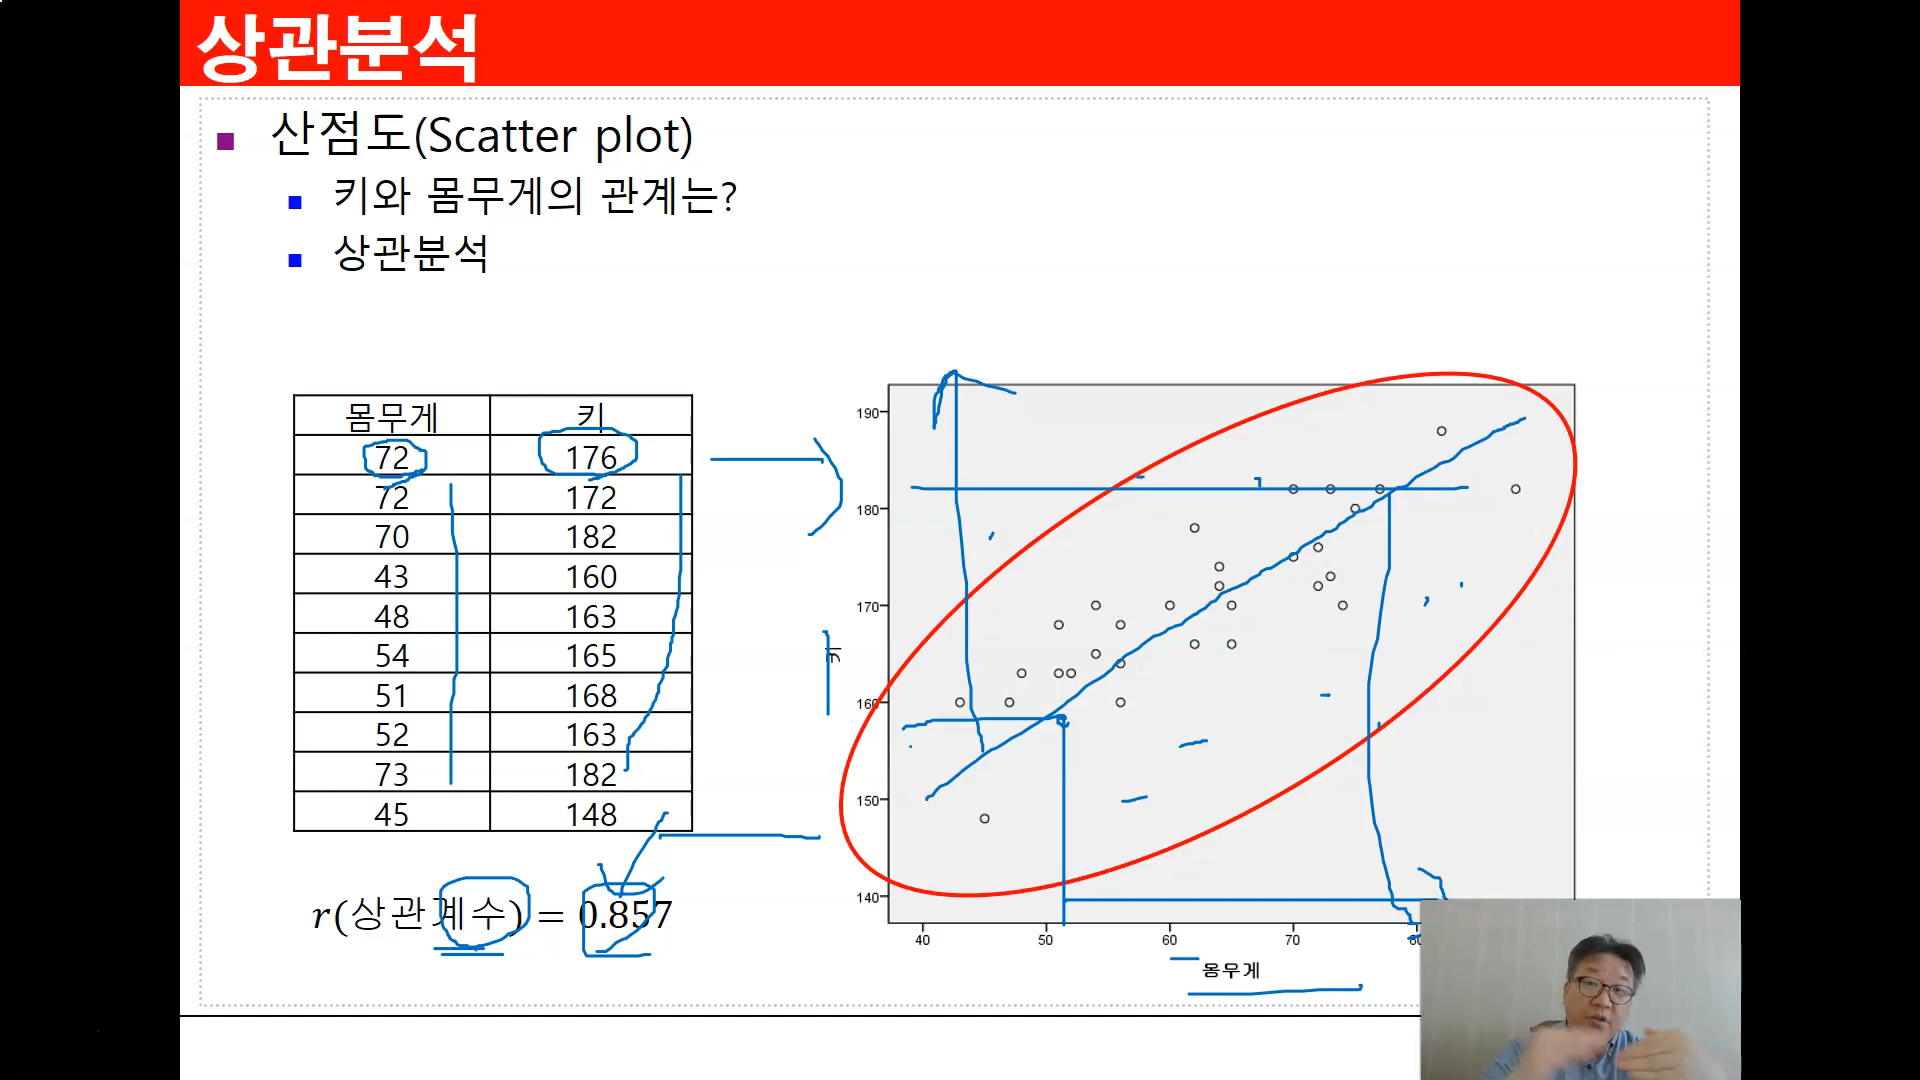 상관분석
산점도(Scatter plot)
키와 몸무게의 관계는?
상관분석
몸무게 키
72 176
72 172
70 182
43 160
48 163
54 165
51 168
52 163
73 182
45 148
r(상관계수) = 0.857
190
180
170
160
150
140
키
40 50 60 70 80
몸무게